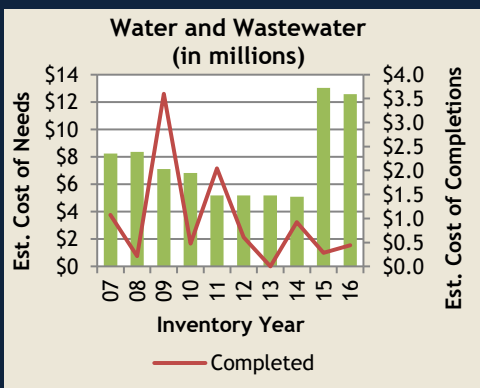 Water and Wastewater
(in millions)
Est. Cost of Needs
$14
$12
$10
$8
$6
$4
$2
$0
$4.0
$3.5
$3.0
$2.5
$2.0
$1.5
$1.0
$0.5
$0.0
Est. Cost of Completions
07 08 09 10 11 12 13 14 15 16
Inventory Year
Completed